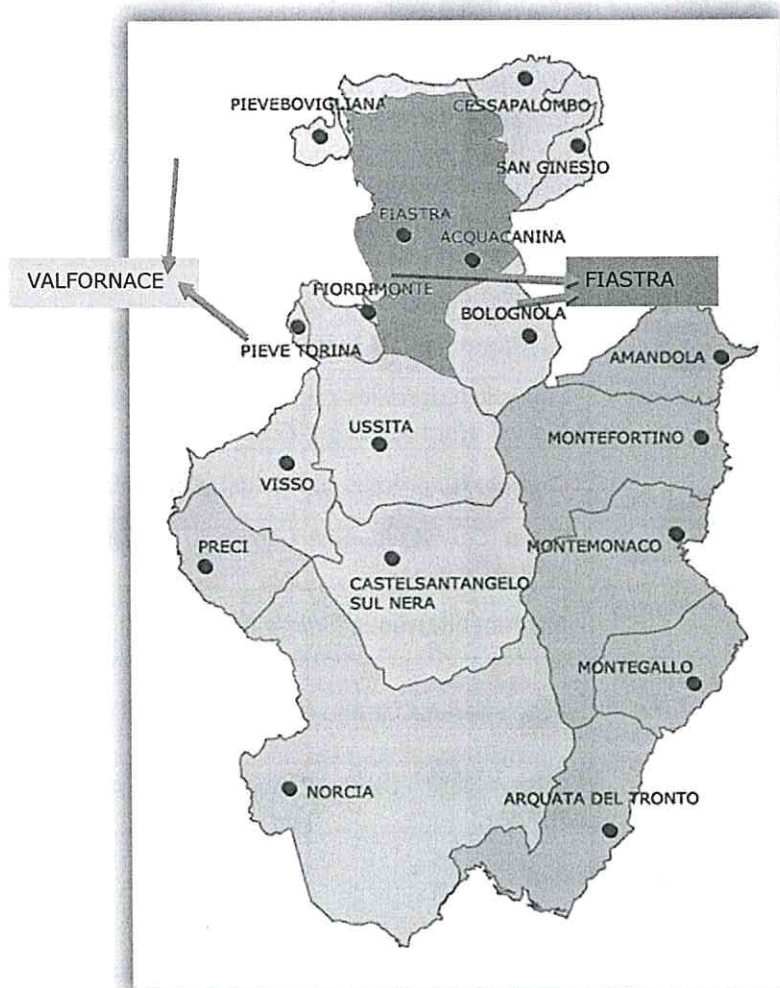 PIEVEBOVIGLIANA
CESSAPALOMBO
SAN GINESIO
FIASTRA
ACQUACANINA
VALFORNACE
FIASTRA
FIORDIMONTE
BOLOGNOLA
PIEVE TORINA
AMANDOLA
USSITA
MONTEFORTINO
VISSO
PRECI
MONTEMONACO
CASTELSANTANGELO
SUL NERA
MONTEGALLO
NORCIA
ARQUATA DEL TRONTO